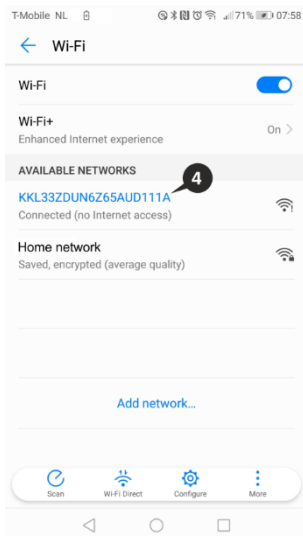 T-Mobile NL 71% 07:58
Wi-Fi
Wi-Fi
Wi-Fi+
Enhanced Internet experience
On
AVAILABLE NETWORKS
4
KKL33ZDUN6Z65AUD111A
Connected (no Internet access)
Home network
Saved, encrypted (average quality)
Add network...
Scan Wi-Fi Direct Configure More